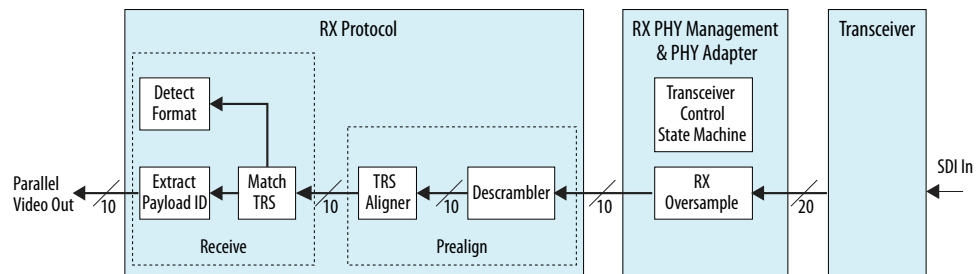 RX Protocol
RX PHY Management
& PHY Adapter
Transceiver
Detect
Format
Transceiver
Control
State Machine
Parallel
Video Out
10
Extract
Payload ID
Match
TRS
10
TRS
Aligner
10
Descrambler
10
RX
Oversample
20
SDI In
Receive
Prealign